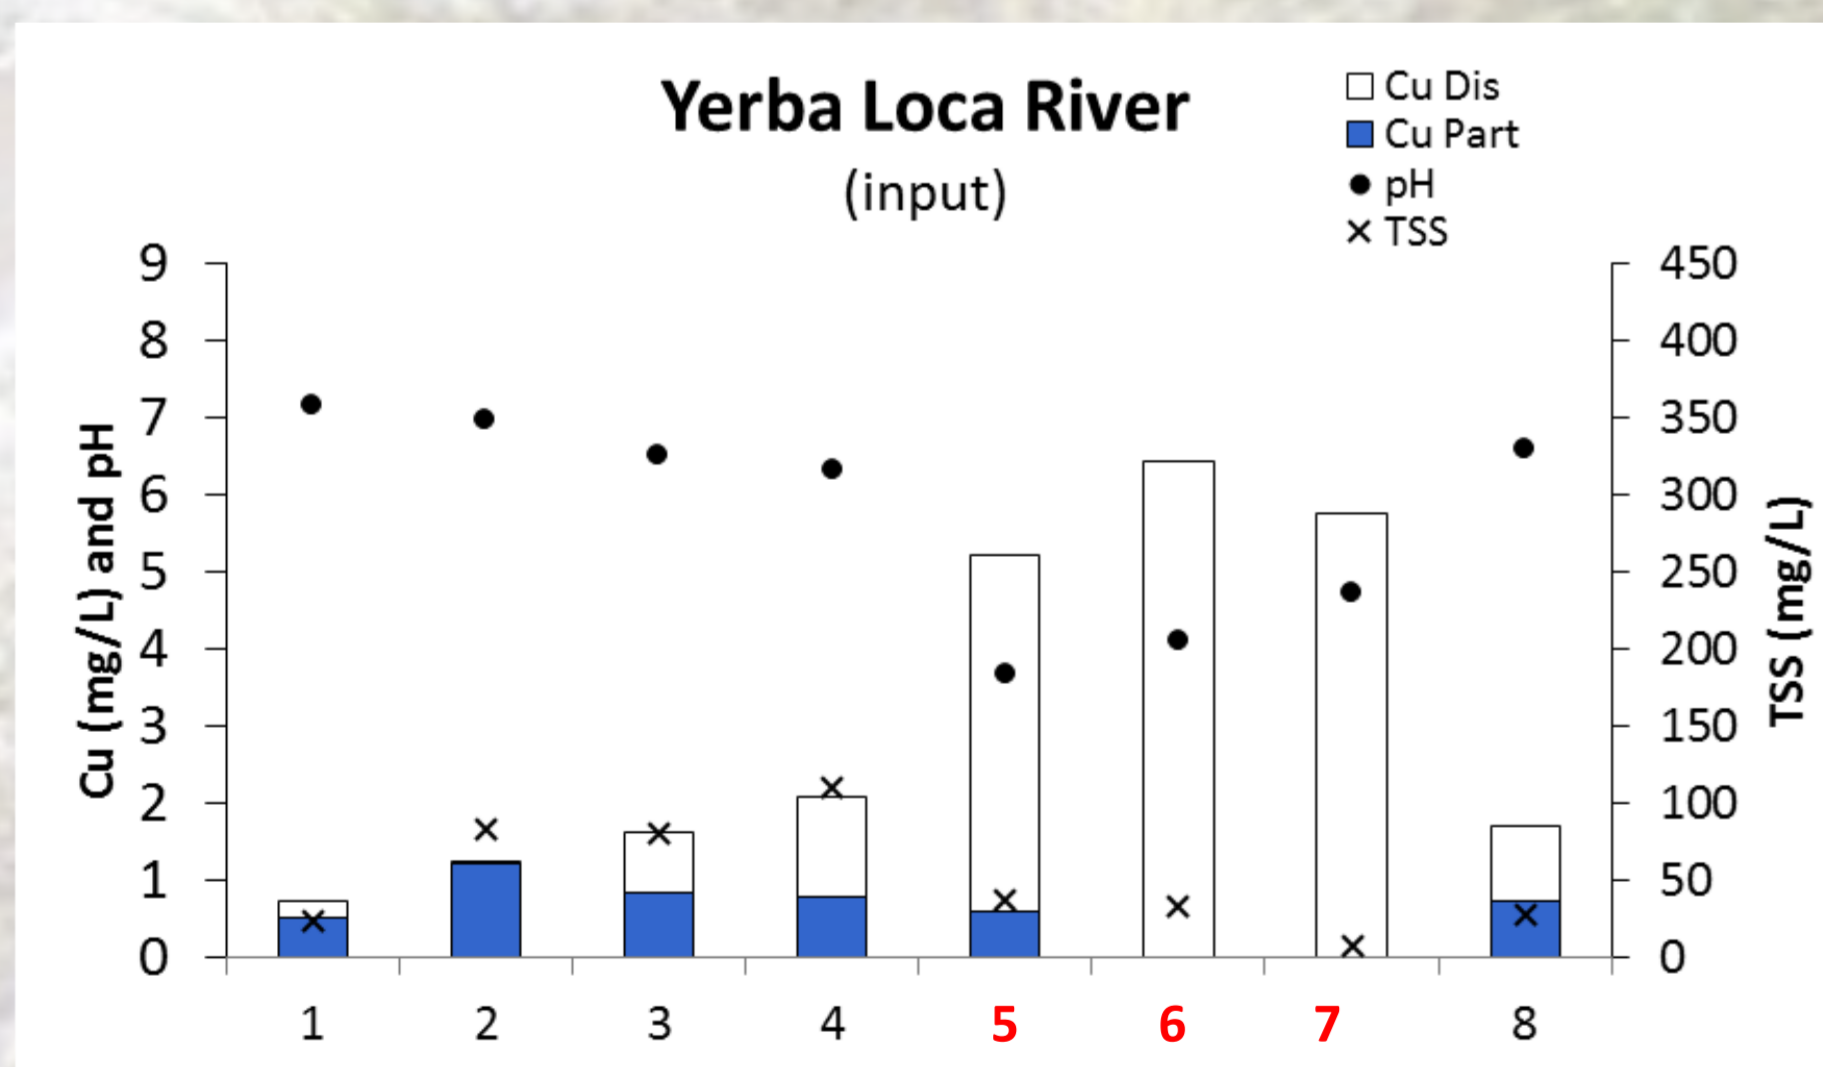 Yerba Loca River
(input)
Cu Dis
Cu Part
pH
TSS
Cu (mg/L) and pH
9
8
7
6
5
4
3
2
1
0
450
400
350
300
250
200
150
100
50
0
TSS (mg/L)
1 2 3 4 5 6 7 8